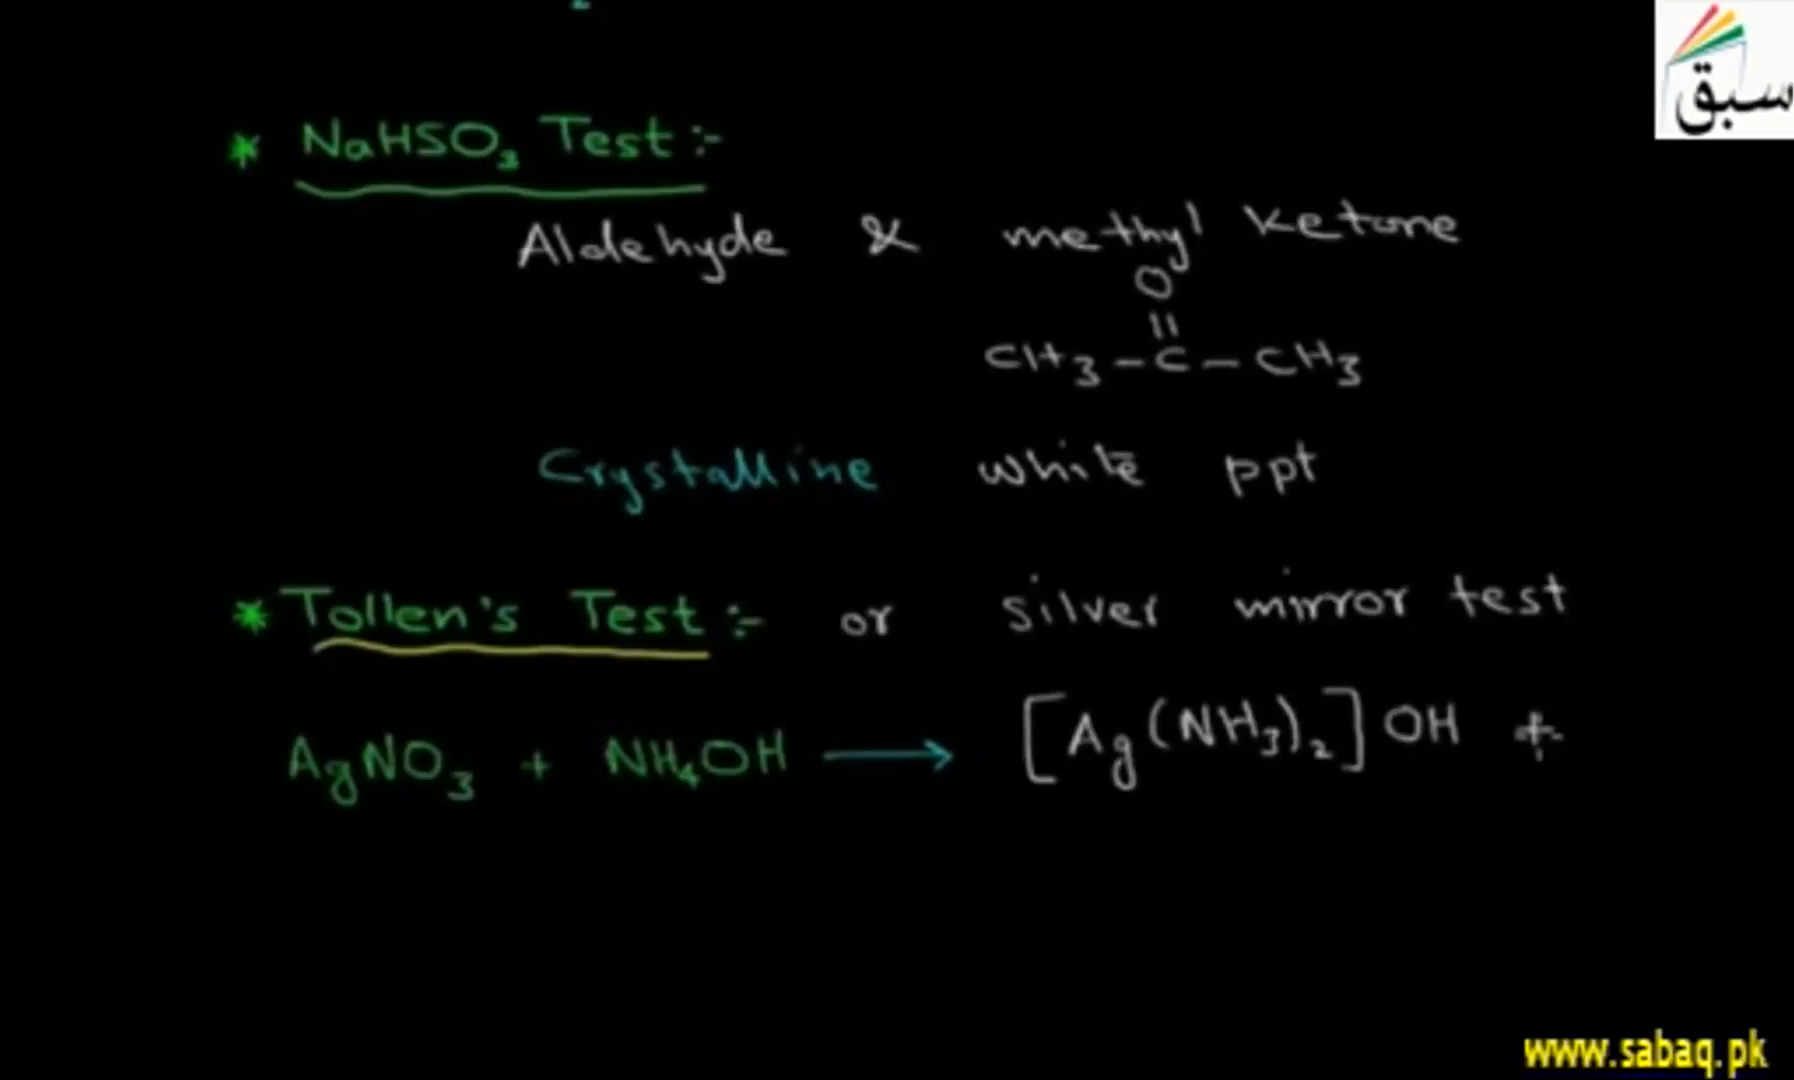 سبق
* NaHSO₃ Test :-
Aldehyde & methyl ketone
O
||
CH₃ – C – CH₃
Crystalline white ppt
* Tollen's Test :- or silver mirror test
AgNO₃ + NH₄OH ⟶ [Ag(NH₃)₂]OH +
www.sabaq.pk